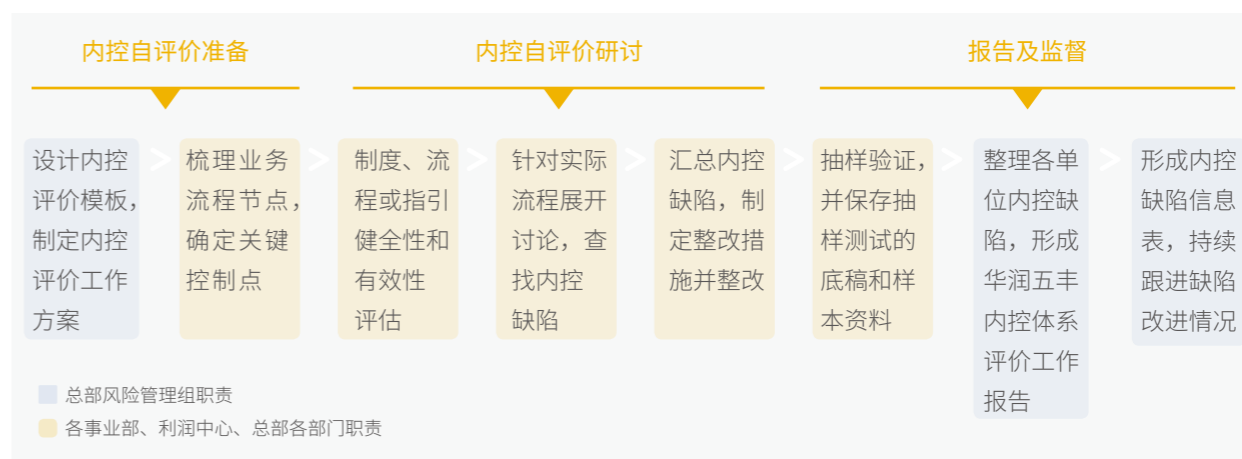 内控自评价准备
内控自评价研讨
报告及监督
设计内控
评价模板，
制定内控
评价工作
方案
梳理业务
流程节点，
确定关键
控制点
制度、流
程或指引
健全性和
有效性
评估
针对实际
流程展开
讨论，查
找内控
缺陷
汇总内控
缺陷，制
定整改措
施并整改
抽样验证，
并保存抽
样测试的
底稿和样
本资料
整理各单
位内控缺
陷，形成
华润五丰
内控体系
评价工作
报告
形成内控
缺陷信息
表，持续
跟进缺陷
改进情况
总部风险管理组职责
各事业部、利润中心、总部各部门职责